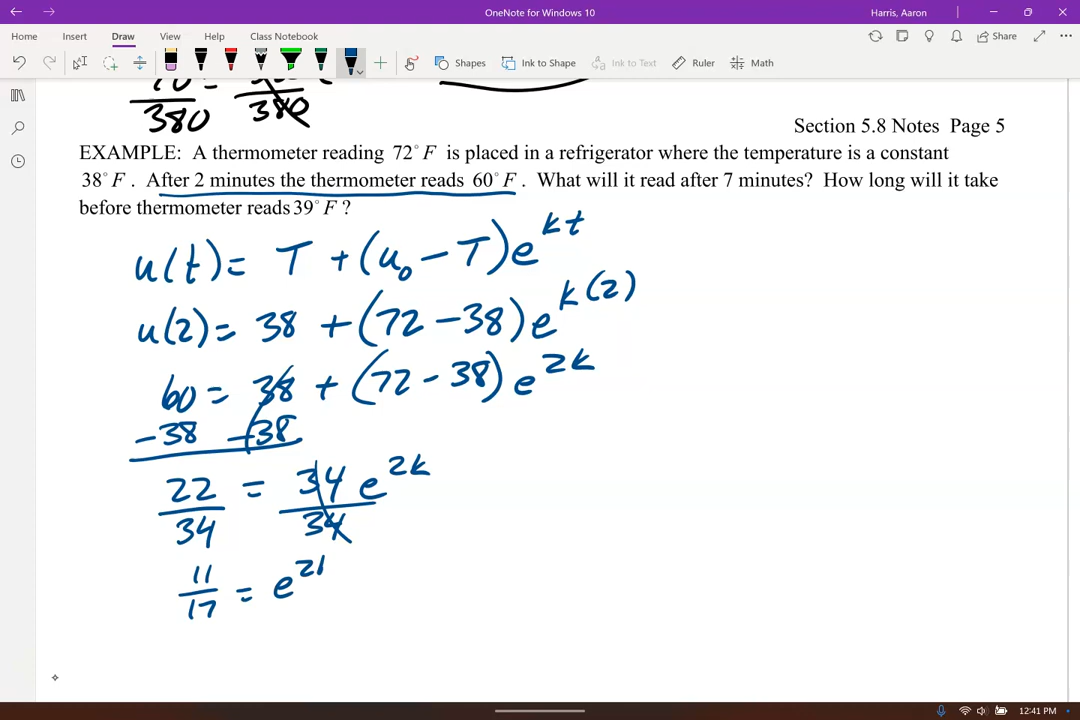 OneNote for Windows 10
Harris, Aaron
Home Insert Draw View Help Class Notebook
Share
Shapes Ink to Shape Ink to Text Ruler Math
380 380
Section 5.8 Notes Page 5
EXAMPLE: A thermometer reading 72°F is placed in a refrigerator where the temperature is a constant
38°F. After 2 minutes the thermometer reads 60°F. What will it read after 7 minutes? How long will it take
before thermometer reads 39°F?
u(t) = T + (u₀ - T)e^kt
u(2) = 38 + (72 - 38)e^k(2)
60 = 38 + (72 - 38)e^2k
-38 -38
22/34 = 34e^2k/34
11/17 = e^2
12:41 PM